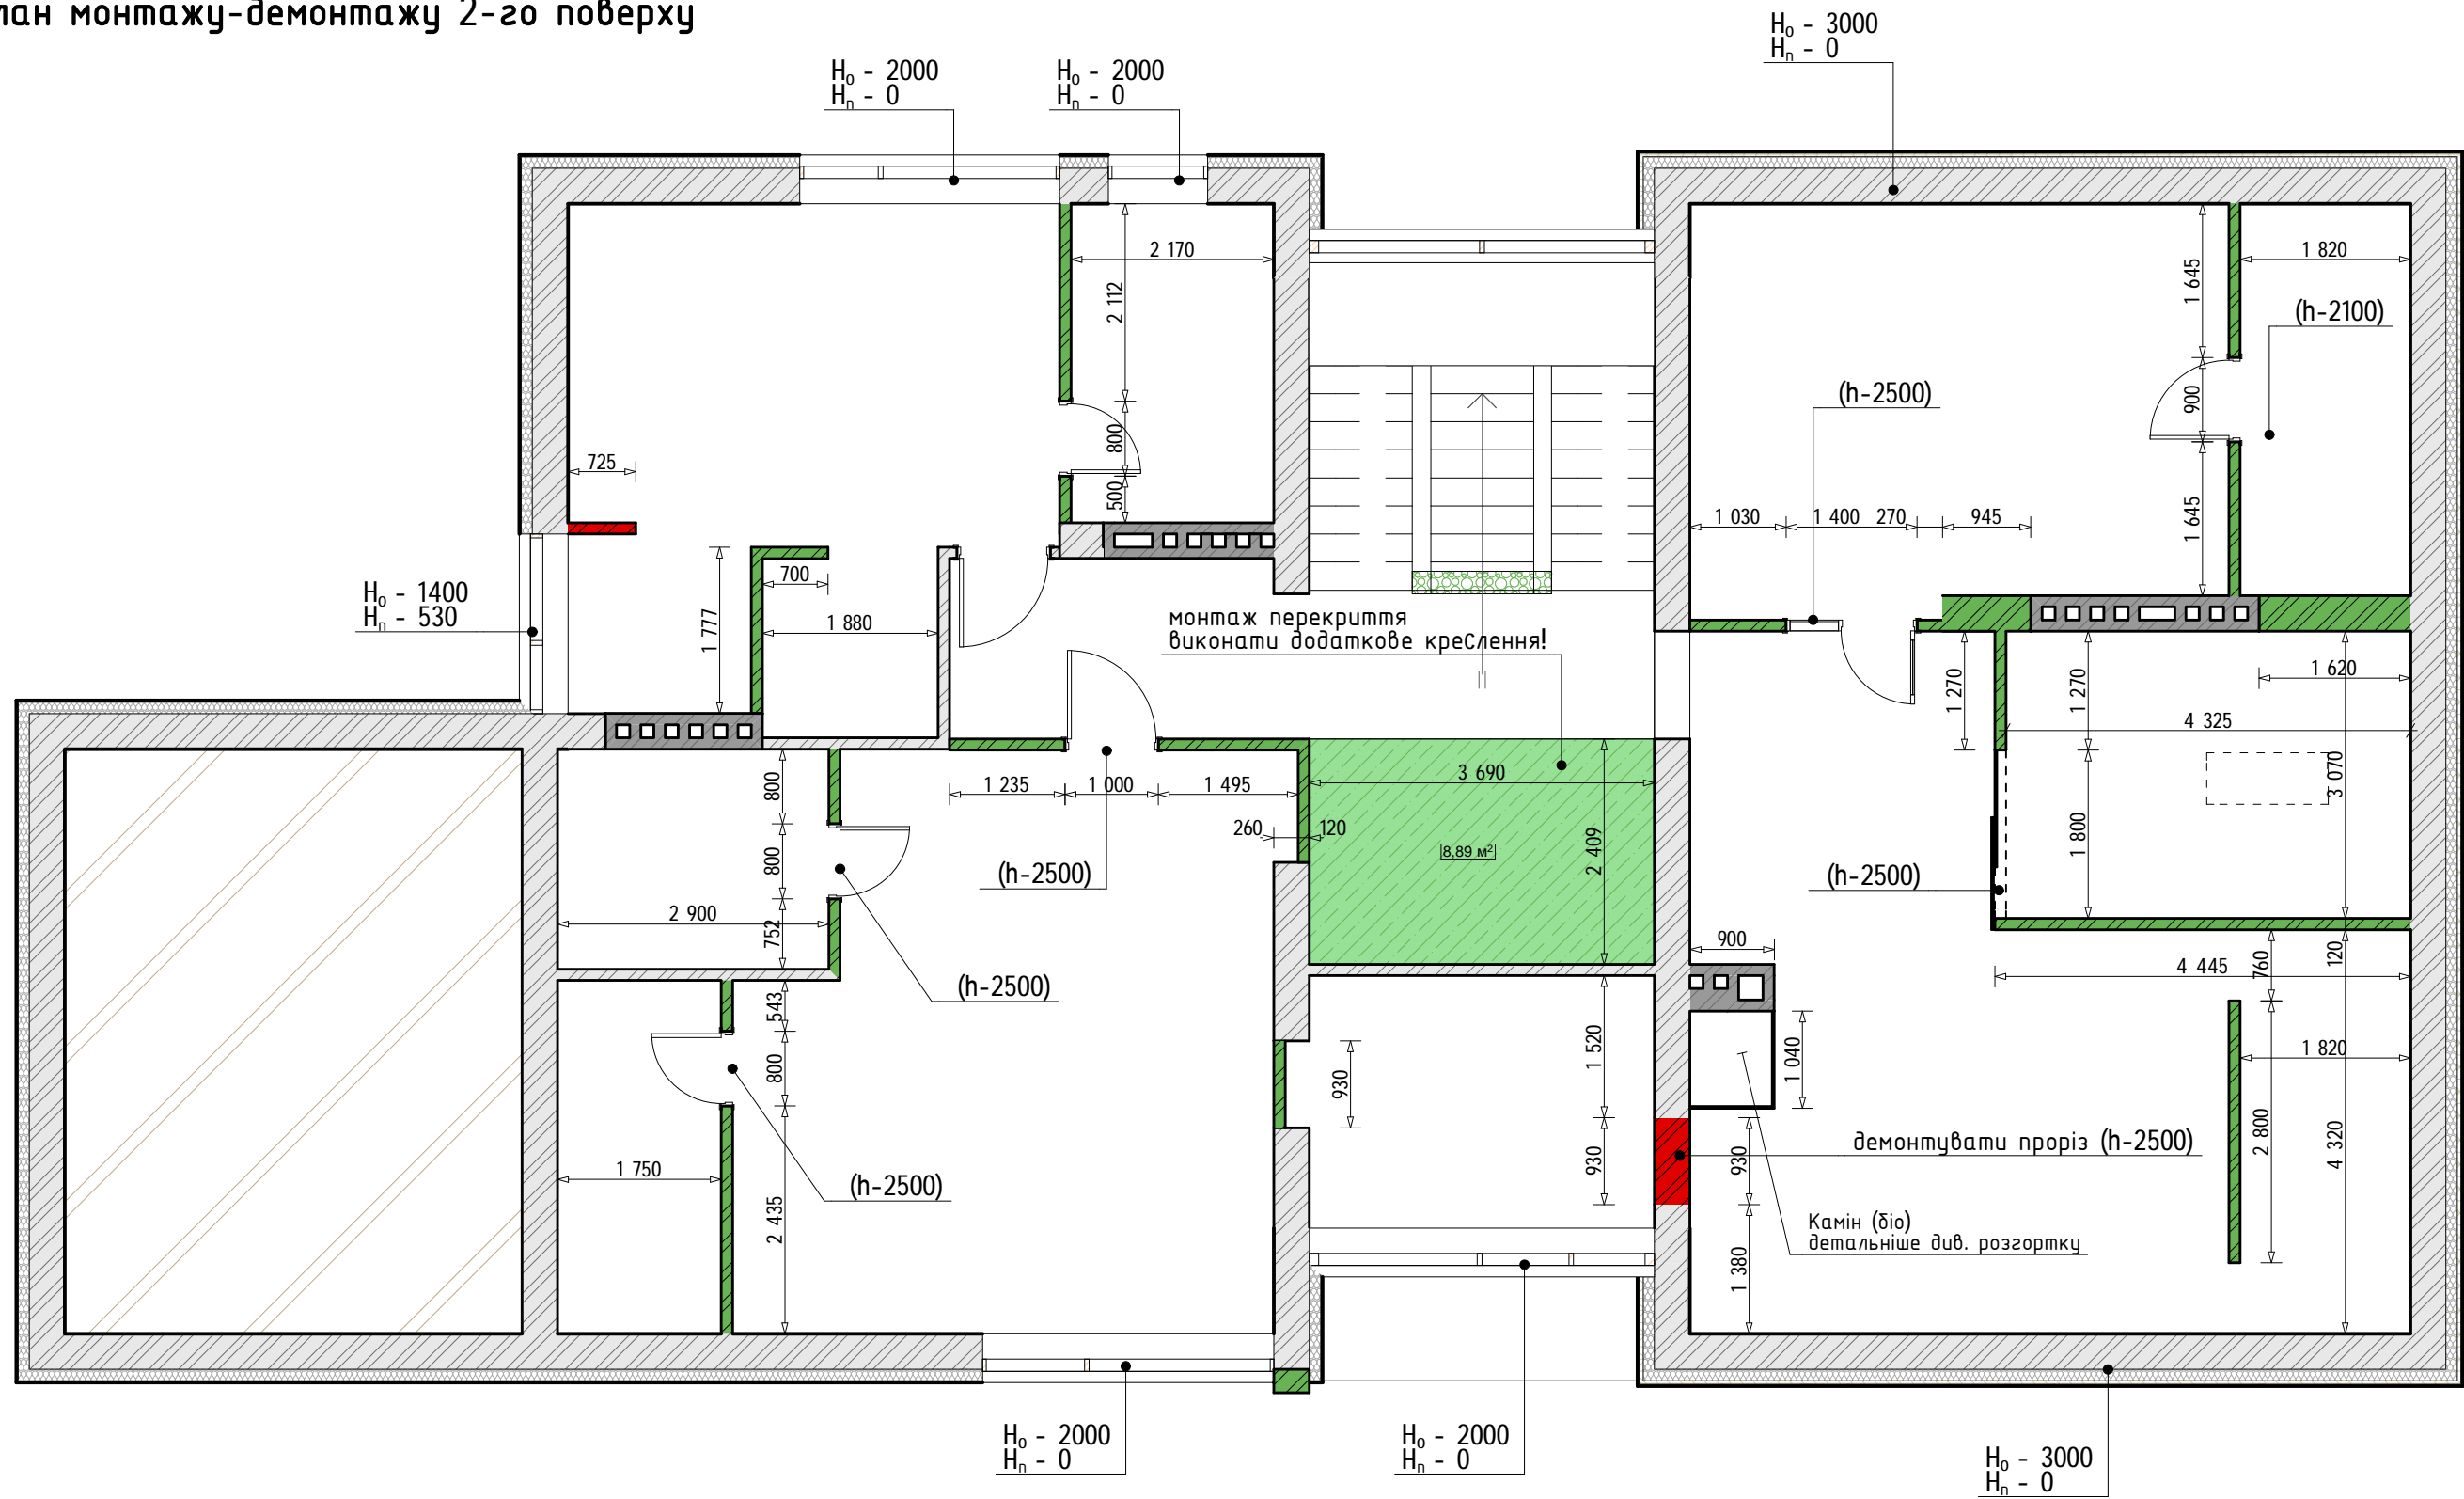 лан монтажу-демонтажу 2-го поверху
Hо - 3000
Hп - 0
Hо - 2000
Hп - 0
Hо - 2000
Hп - 0
2 170
2 112
800
500
1 645
1 820
(h-2100)
900
1 645
(h-2500)
725
700
1 777
1 880
Hо - 1400
Hп - 530
1 030
1 400
270
945
монтаж перекриття
виконати додаткове креслення!
1 270
1 270
1 620
4 325
3 070
1 800
(h-2500)
800
800
752
2 900
1 235
1 000
1 495
260
120
(h-2500)
3 690
2 409
8,89 м²
(h-2500)
900
4 445
760
120
543
800
2 435
1 750
(h-2500)
930
1 520
930
1 040
930
1 380
демонтувати проріз (h-2500)
Камін (біо)
детальніше див. розгортку
1 820
2 800
4 320
Hо - 2000
Hп - 0
Hо - 2000
Hп - 0
Hо - 3000
Hп - 0